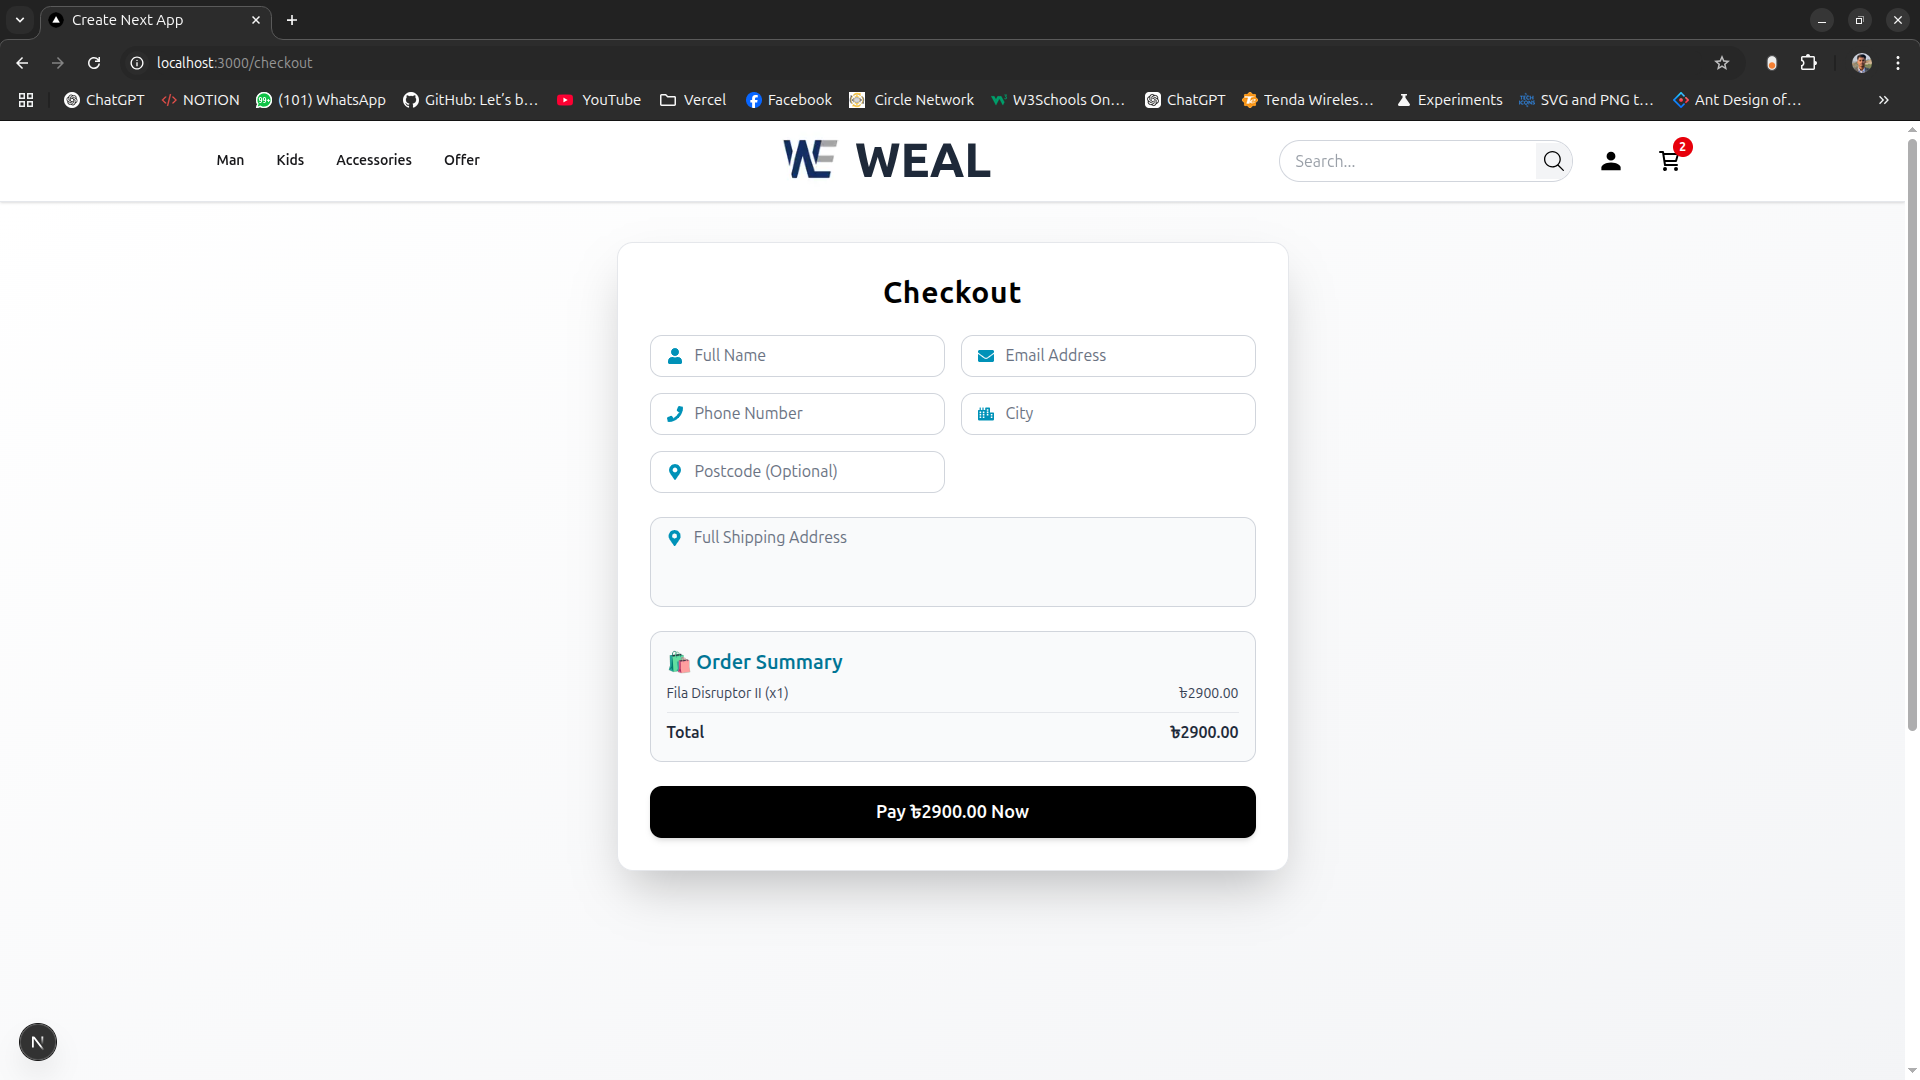 Create Next App
localhost:3000/checkout
ChatGPT
NOTION
99+ (101) WhatsApp
GitHub: Let's b...
YouTube
Vercel
Facebook
Circle Network
W3Schools On...
ChatGPT
Tenda Wireles...
Experiments
SVG and PNG t...
Ant Design of...
Man Kids Accessories Offer
WE WEAL
Search...
2
Checkout
Full Name
Email Address
Phone Number
City
Postcode (Optional)
Full Shipping Address
🛍️ Order Summary
Fila Disruptor II (x1) ৳2900.00
Total ৳2900.00
Pay ৳2900.00 Now
N